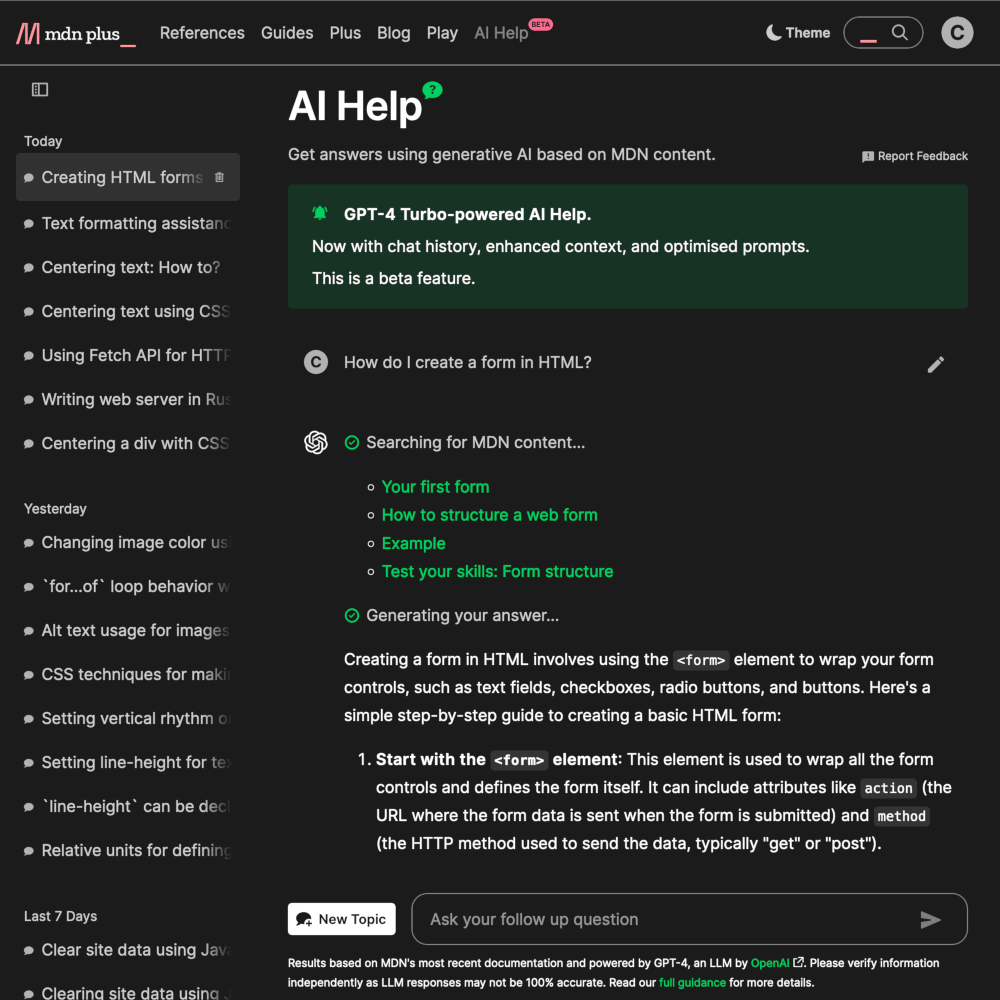 mdn plus_
References Guides Plus Blog Play AI Help BETA
Theme
C
Today
Creating HTML forms
Text formatting assistanc
Centering text: How to?
Centering text using CSS
Using Fetch API for HTTP
Writing web server in Rus
Centering a div with CSS
Yesterday
Changing image color us
`for...of` loop behavior w
Alt text usage for images
CSS techniques for maki
Setting vertical rhythm o
Setting line-height for te
`line-height` can be decl
Relative units for defining
Last 7 Days
Clear site data using Java
Clearing site data using
AI Help ?
Get answers using generative AI based on MDN content.
Report Feedback
GPT-4 Turbo-powered AI Help.
Now with chat history, enhanced context, and optimised prompts.
This is a beta feature.
C How do I create a form in HTML?
Searching for MDN content...
Your first form
How to structure a web form
Example
Test your skills: Form structure
Generating your answer...
Creating a form in HTML involves using the <form> element to wrap your form
controls, such as text fields, checkboxes, radio buttons, and buttons. Here's a
simple step-by-step guide to creating a basic HTML form:
1. Start with the <form> element: This element is used to wrap all the form
controls and defines the form itself. It can include attributes like action (the
URL where the form data is sent when the form is submitted) and method
(the HTTP method used to send the data, typically "get" or "post").
New Topic
Ask your follow up question
Results based on MDN's most recent documentation and powered by GPT-4, an LLM by OpenAI. Please verify information
independently as LLM responses may not be 100% accurate. Read our full guidance for more details.